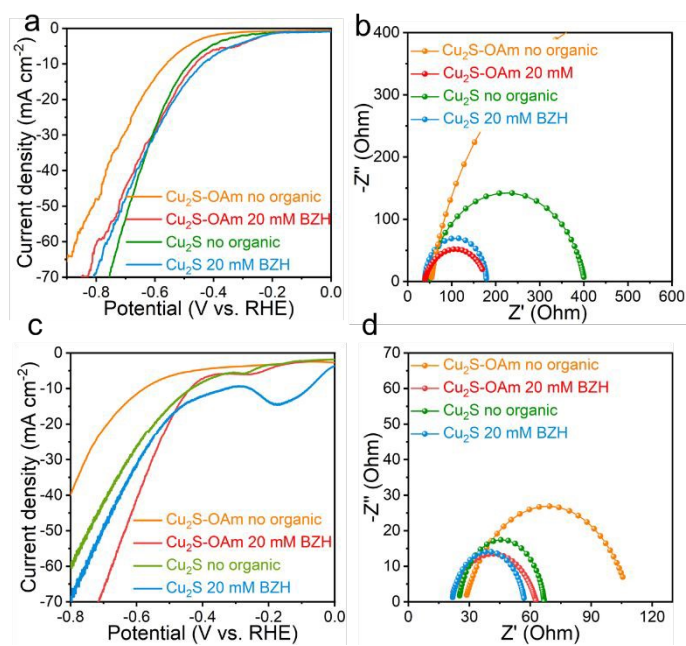 a
Current density (mA cm⁻²)
0
-10
-20
-30
-40
-50
-60
-70
Cu₂S-OAm no organic
Cu₂S-OAm 20 mM BZH
Cu₂S no organic
Cu₂S 20 mM BZH
-0.8 -0.6 -0.4 -0.2 0.0
Potential (V vs. RHE)
b
-Z'' (Ohm)
400
300
200
100
0
Cu₂S-OAm no organic
Cu₂S-OAm 20 mM
Cu₂S no organic
Cu₂S 20 mM BZH
0 100 200 300 400 500 600
Z' (Ohm)
c
Current density (mA cm⁻²)
0
-10
-20
-30
-40
-50
-60
-70
Cu₂S-OAm no organic
Cu₂S-OAm 20 mM BZH
Cu₂S no organic
Cu₂S 20 mM BZH
-0.8 -0.6 -0.4 -0.2 0.0
Potential (V vs. RHE)
d
-Z'' (Ohm)
70
60
50
40
30
20
10
0
Cu₂S-OAm no organic
Cu₂S-OAm 20 mM BZH
Cu₂S no organic
Cu₂S 20 mM BZH
0 30 60 90 120
Z' (Ohm)